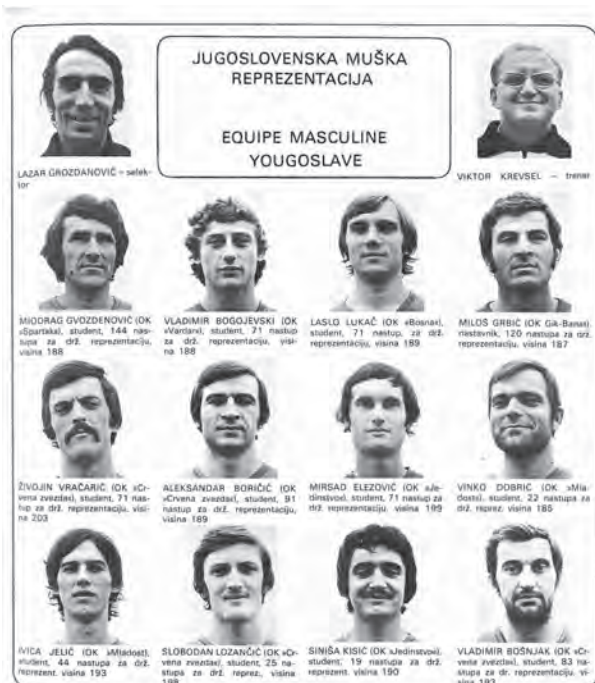 JUGOSLOVENSKA MUŠKA
REPREZENTACIJA
EQUIPE MASCULINE
YOUGOSLAVE
LAZAR GROZDANOVIĆ – selek-
tor
VIKTOR KREVSEL – trener
MIODRAG GVOZDENOVIĆ (OK
»Spartak«), student, 144 nas-
tupa za drž. reprezentaciju,
visina 188
VLADIMIR BOGOJEVSKI (OK
»Vardar«), student, 71 nastup
za drž. reprezentaciju, visi-
na 188
LASLO LUKAČ (OK »Bosna«),
student, 71 nastup. za drž.
reprezentaciju, visina 189
MILOŠ GRBIĆ (OK Gik-Banat),
nastavnik, 120 nastupa za drž.
reprezentaciju. visina 187
ŽIVOJIN VRAČARIĆ (OK »Cr-
vena zvezda«), student, 71 nas-
tup za drž. reprezentaciju, visi-
na 203
ALEKSANDAR BORIČIĆ (OK
»Crvena zvezda«), student, 91
nastup za drž. reprezentaciju,
visina 189
MIRSAD ELEZOVIĆ (OK »Je-
dinstvo«), student, 71 nastup za
drž. reprezentaciju. visina 199
VINKO DOBRIĆ (OK »Mla-
dost«), student, 22 nastupa za
drž. reprez. visina 185
IVICA JELIĆ (OK »Mladost),
student, 44 nastupa za drž.
reprezent. visina 193
SLOBODAN LOZANČIĆ (OK »Cr-
vena zvezda«), student, 25 na-
stupa za drž. reprez., visina
198
SINIŠA KISIĆ (OK »Jedinstvo«),
student, 19 nastupa za drž.
reprezent. visina 190
VLADIMIR BOŠNJAK (OK »Cr-
vena zvezda«), student, 83 na-
stupa za dr. reprezentaciju. vi-
sina 193